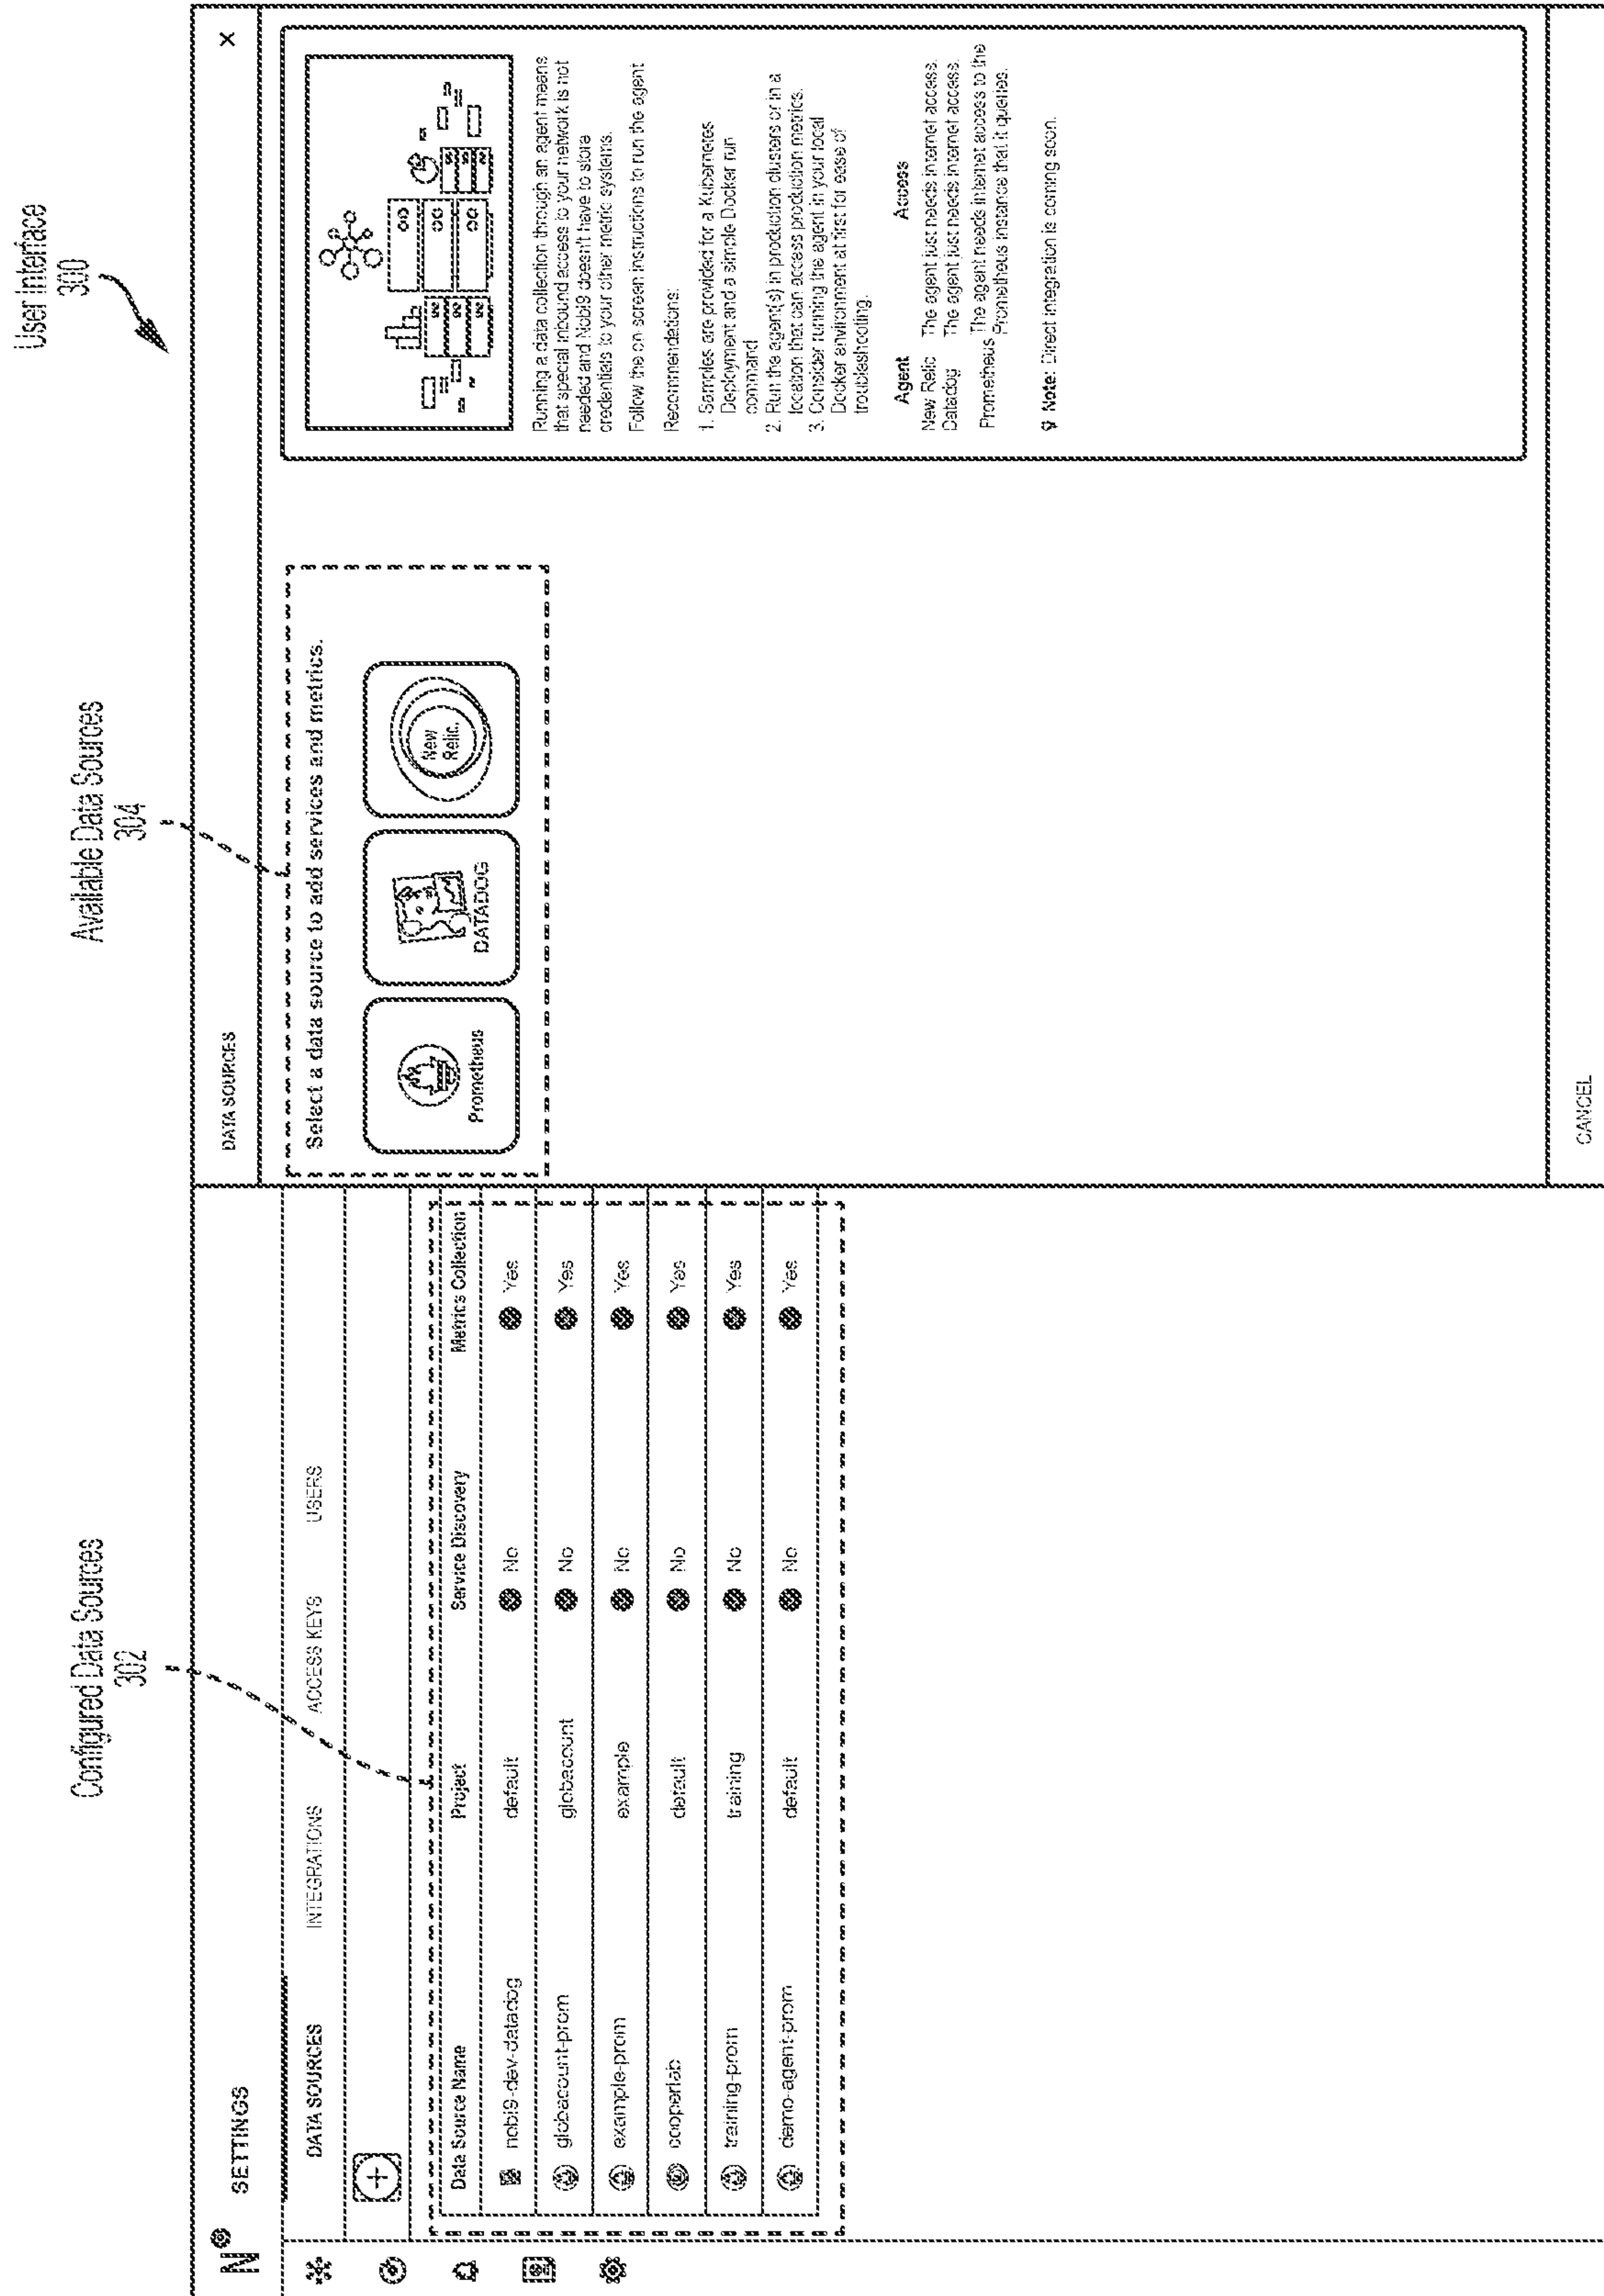 User Interface
300
Configured Data Sources
302
Available Data Sources
304
N9
SETTINGS
DATA SOURCES
INTEGRATIONS
ACCESS KEYS
USERS
Data Source Name
Project
Service Discovery
Metrics Collection
nobl9-dev-datadog
default
No
Yes
globacount-prom
globacount
No
Yes
example-prom
example
No
Yes
cooperlab
default
No
Yes
training-prom
training
No
Yes
demo-agent-prom
default
No
Yes
DATA SOURCES
×
Select a data source to add services and metrics.
Prometheus
DATADOG
New
Relic.
Running a data collection through an agent means
that special inbound access to your network is not
needed and Nobl9 doesn't have to store
credentials to your other metric systems.
Follow the on-screen instructions to run the agent
Recommendations:
1. Samples are provided for a Kubernetes
Deployment and a simple Docker run
command
2. Run the agent(s) in production clusters or in a
location that can access production metrics.
3. Consider running the agent in your local
Docker environment at first for ease of
troubleshooting.
Agent Access
New Relic The agent just needs internet access.
Datadog The agent just needs internet access.
Prometheus The agent needs internet access to the
Prometheus instance that it queries.
Note: Direct integration is coming soon.
CANCEL